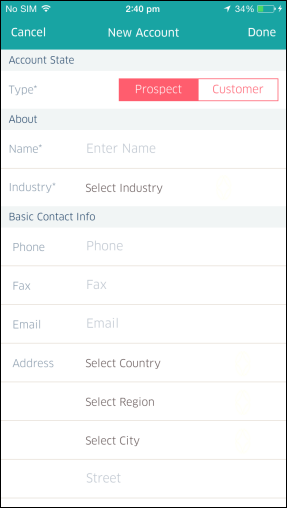 No SIM 2:40 pm 34%
Cancel New Account Done
Account State
Type* Prospect Customer
About
Name* Enter Name
Industry* Select Industry
Basic Contact Info
Phone Phone
Fax Fax
Email Email
Address Select Country
Select Region
Select City
Street